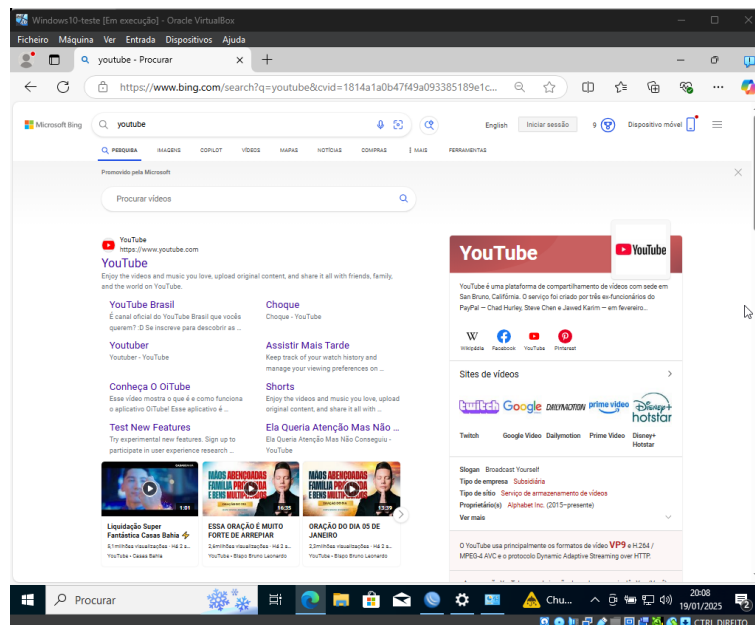 Windows10-teste [Em execução] - Oracle VirtualBox
Ficheiro Máquina Ver Entrada Dispositivos Ajuda
youtube - Procurar
https://www.bing.com/search?q=youtube&cvid=1814a1a0b47f49a093385189e1c...
Microsoft Bing
youtube
English
Iniciar sessão
9
Dispositivo móvel
PESQUISA IMAGENS COPILOT VÍDEOS MAPAS NOTÍCIAS COMPRAS MAIS FERRAMENTAS
Promovido pela Microsoft
Procurar vídeos
YouTube
https://www.youtube.com
YouTube
Enjoy the videos and music you love, upload original content, and share it all with friends, family,
and the world on YouTube.
YouTube Brasil
É canal oficial do YouTube Brasil que vocês
querem? :D Se inscreva para descobrir as ...
Choque
Choque - YouTube
Youtuber
Youtuber - YouTube
Assistir Mais Tarde
Keep track of your watch history and
manage your viewing preferences on ...
Conheça O OiTube
Esse vídeo mostra o que é e como funciona
o aplicativo OiTube! Esse aplicativo é ...
Shorts
Enjoy the videos and music you love, upload
original content, and share it all with ...
Test New Features
Try experimental new features. Sign up to
participate in user experience research ...
Ela Queria Atenção Mas Não ...
Ela Queria Atenção Mas Não Conseguiu -
YouTube
1:01
Liquidação Super
Fantástica Casas Bahia
YouTube › Casas Bahia
MÃOS ABENÇOADAS
FAMÍLIA PRÓSPERA
E BENS MULTIPLICADOS
16:35
ESSA ORAÇÃO É MUITO
FORTE DE ARREPIAR
YouTube › Bispo Bruno Leonardo
MÃOS ABENÇOADAS
FAMÍLIA PRÓSPERA
E BENS MULTIPLICADOS
13:39
ORAÇÃO DO DIA 05 DE
JANEIRO
YouTube › Bispo Bruno Leonardo
YouTube
YouTube
YouTube é uma plataforma de compartilhamento de vídeos com sede em
San Bruno, Califórnia. O serviço foi criado por três ex-funcionários do
PayPal — Chad Hurley, Steve Chen e Jawed Karim — em fevereiro...
W
Wikipédia Facebook YouTube Pinterest
Sites de vídeos
twitch Google DAILYMOTION prime video Disney+ hotstar
Twitch Google Video Dailymotion Prime Video Disney+
Hotstar
Slogan Broadcast Yourself
Tipo de empresa Subsidiária
Tipo de sítio Serviço de armazenamento de vídeos
Proprietário(s) Alphabet Inc. (2015–presente)
Ver mais
O YouTube usa principalmente os formatos de vídeo VP9 e H.264 /
MPEG-4 AVC e o protocolo Dynamic Adaptive Streaming over HTTP.
Procurar
Chu...
20:08
19/01/2025
2
CTRL DIREITO